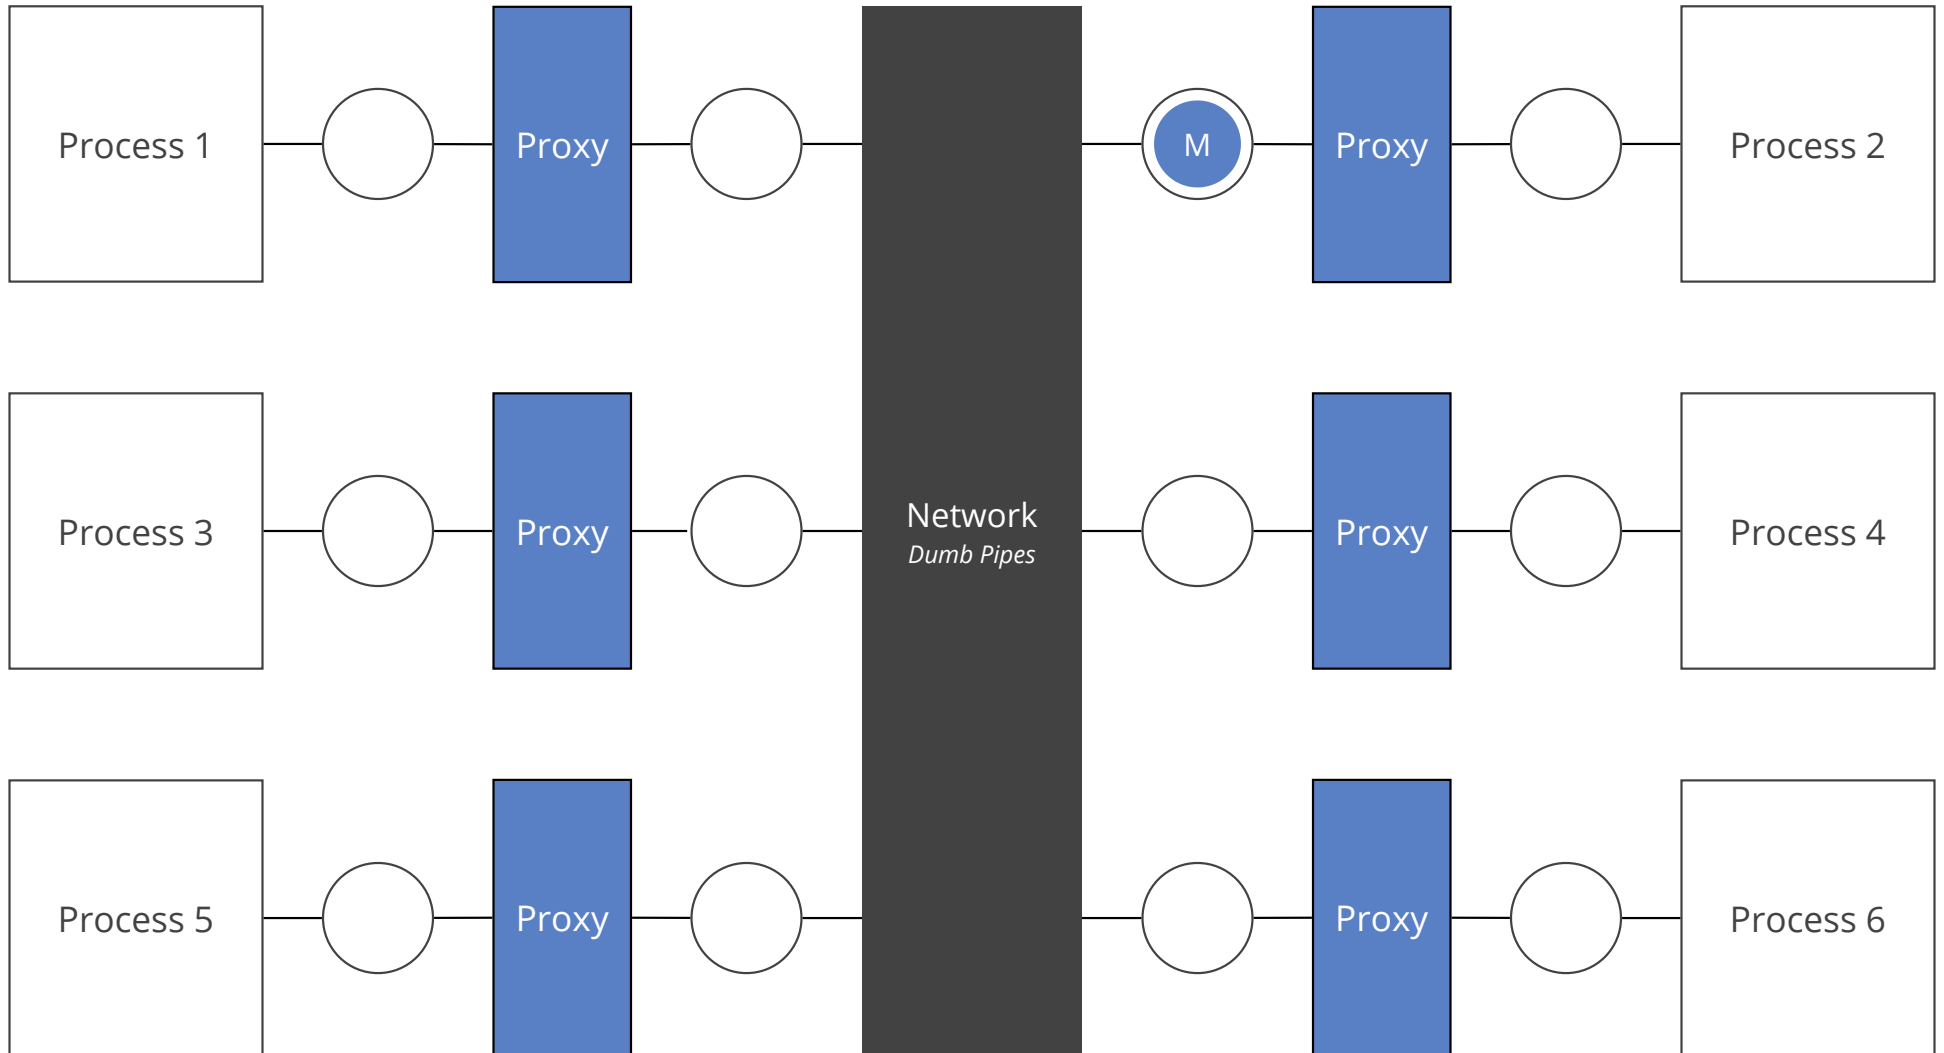 Process 1
Proxy
M
Proxy
Process 2
Process 3
Proxy
Network
Dumb Pipes
Proxy
Process 4
Process 5
Proxy
Proxy
Process 6